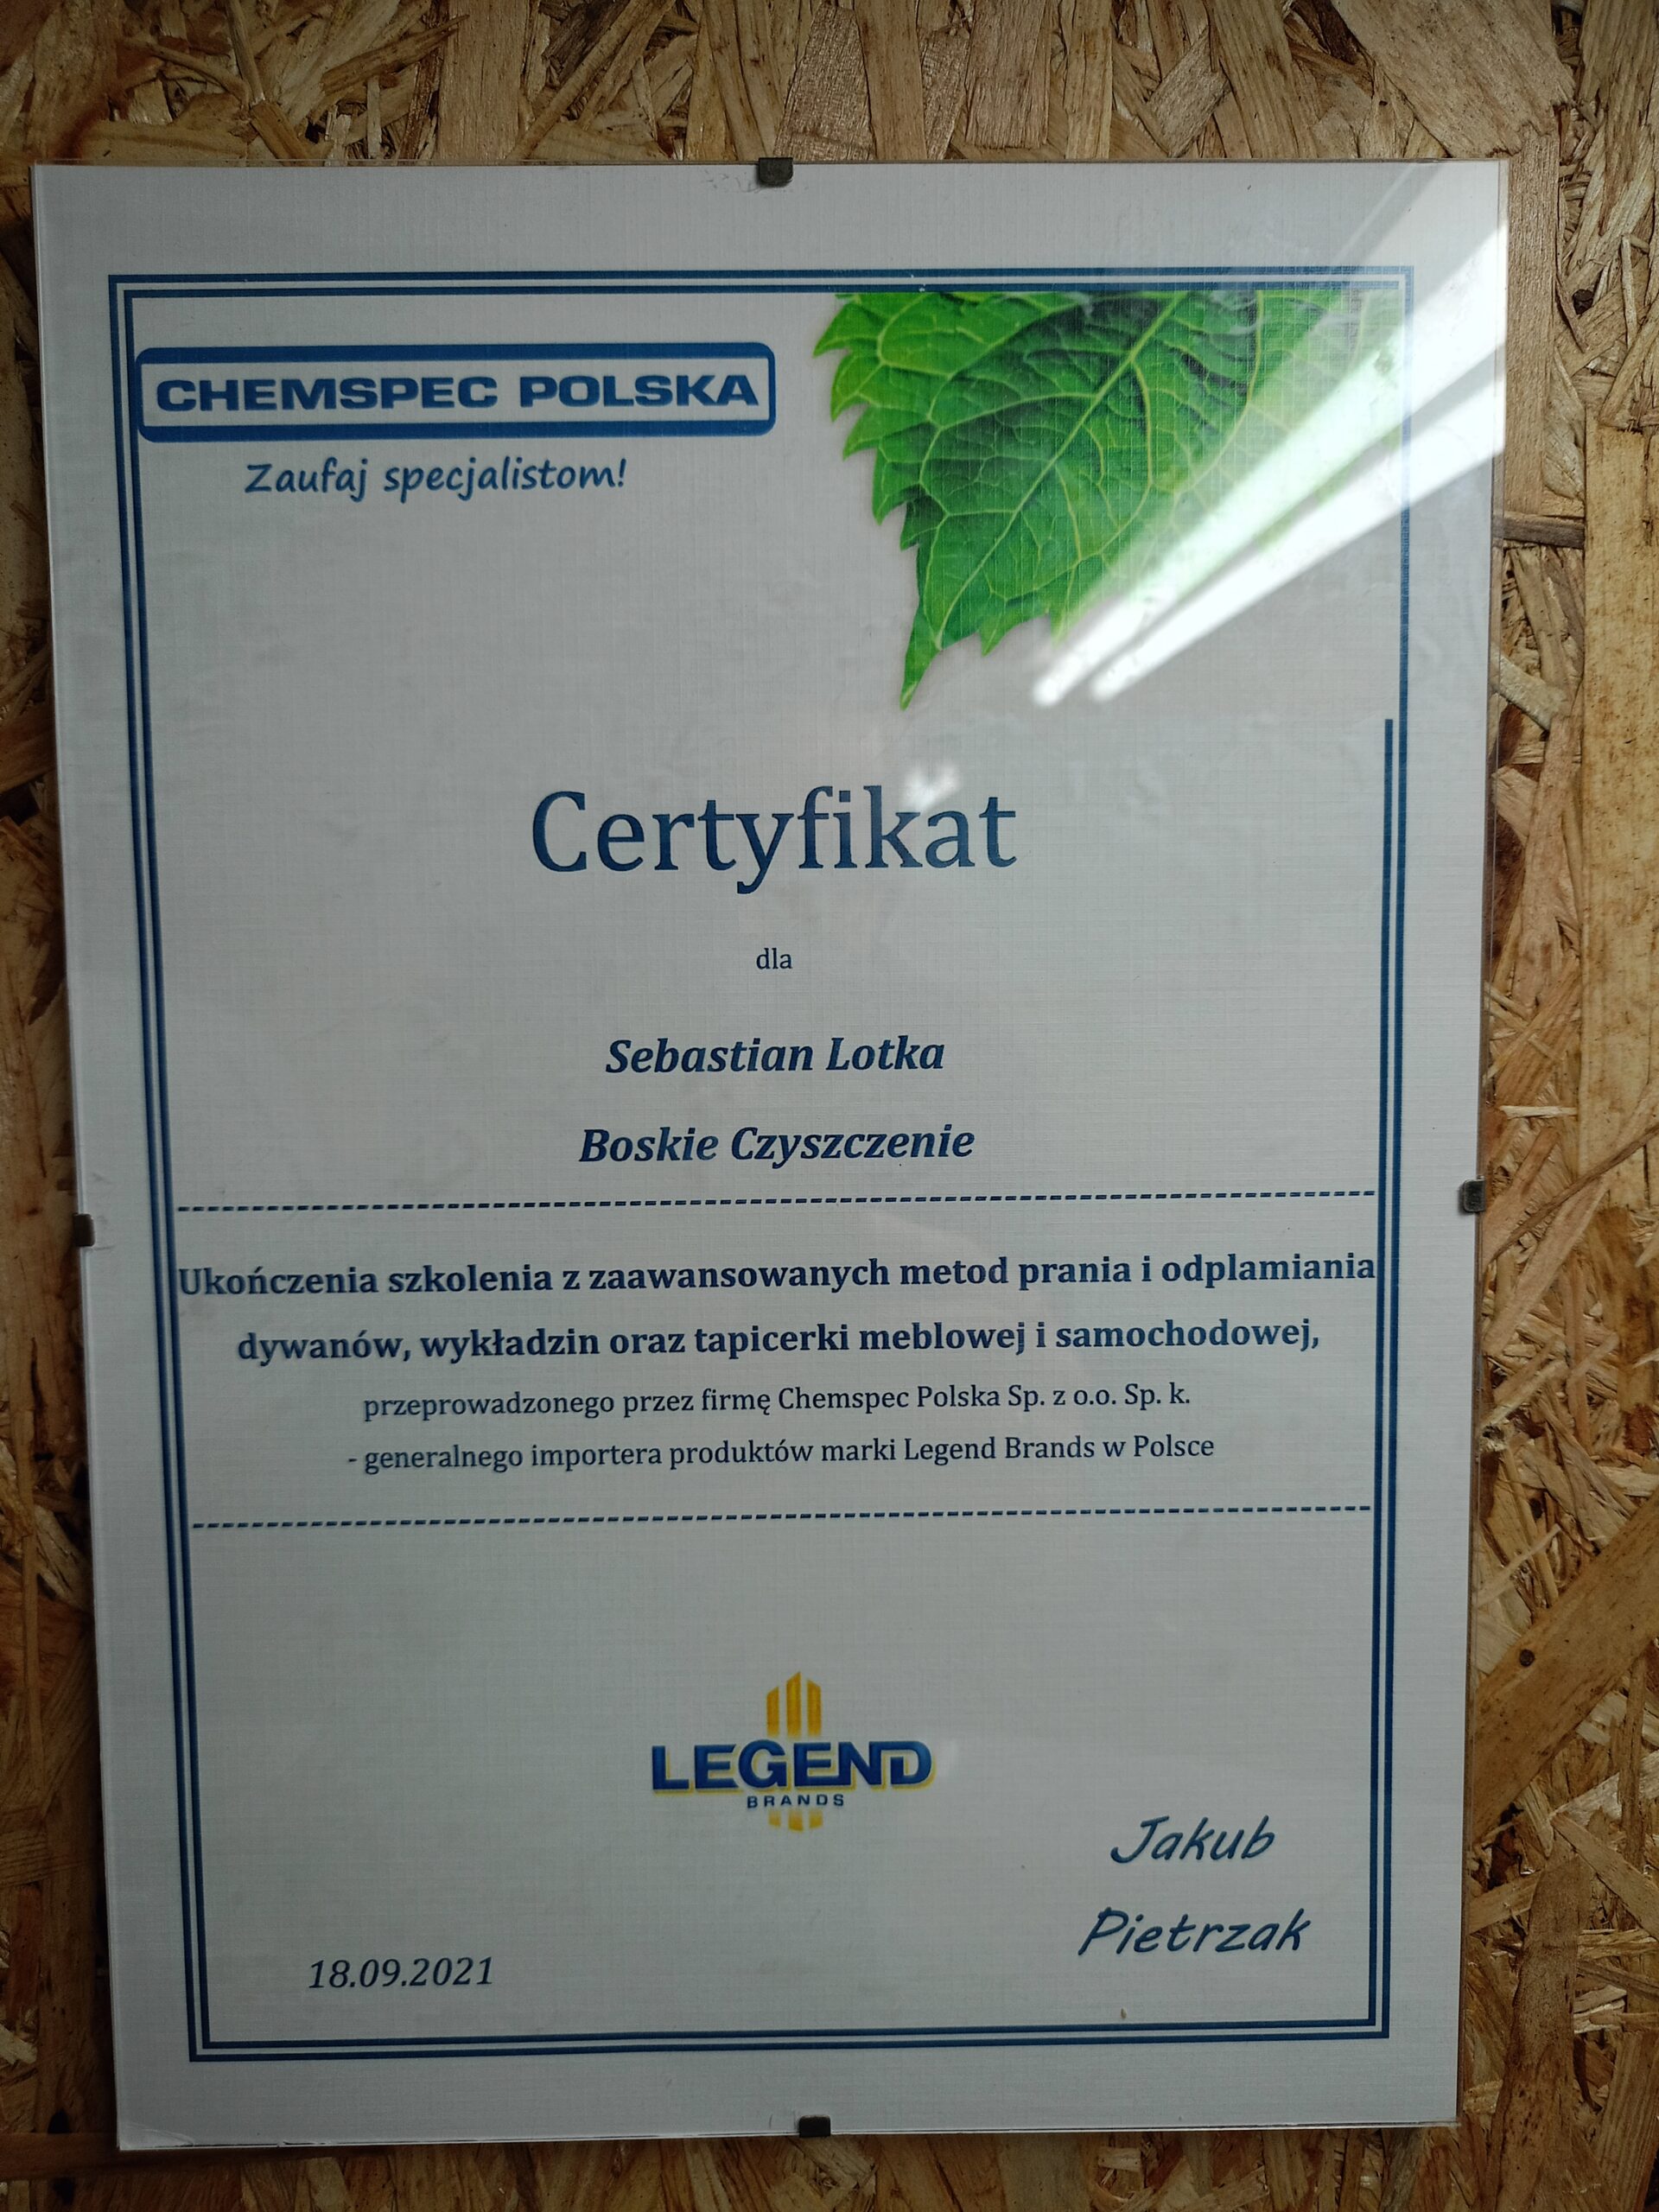 CHEMSPEC POLSKA
Zaufaj specjalistom!
Certyfikat
dla
Sebastian Lotka
Boskie Czyszczenie
Ukończenia szkolenia z zaawansowanych metod prania i odplamiania
dywanów, wykładzin oraz tapicerki meblowej i samochodowej,
przeprowadzonego przez firmę Chemspec Polska Sp. z o.o. Sp. k.
- generalnego importera produktów marki Legend Brands w Polsce
LEGEND
BRANDS
Jakub
Pietrzak
18.09.2021